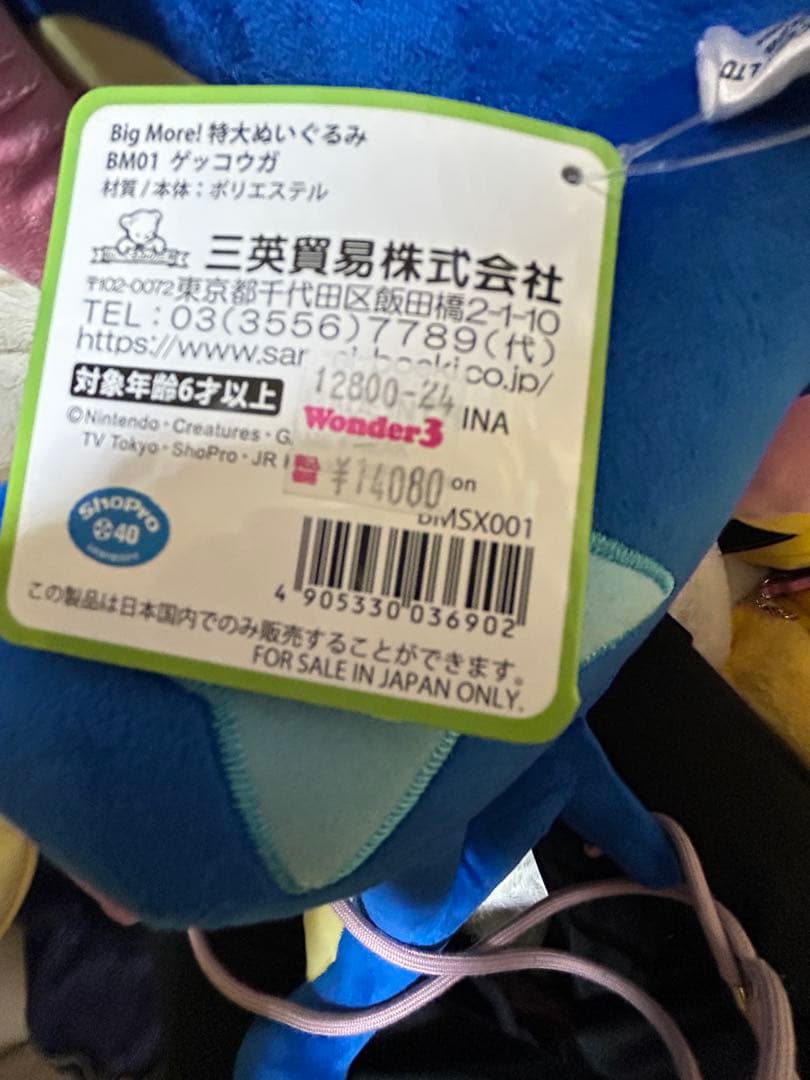 LTD
Big More! 特大ぬいぐるみ
BM01 ゲッコウガ
材質/本体：ポリエステル
三英貿易株式会社
〒102-0072東京都千代田区飯田橋2-1-10
TEL：03(3556)7789(代)
https://www.sa co.jp/
対象年齢6才以上
12800-24
INA
Wonder3
©Nintendo・Creatures・G
TV Tokyo・ShoPro・JR
税込価格 ¥14080
on
BMSX001
ShoPro
40
4 905330 036902
この製品は日本国内でのみ販売することができます。
FOR SALE IN JAPAN ONLY.